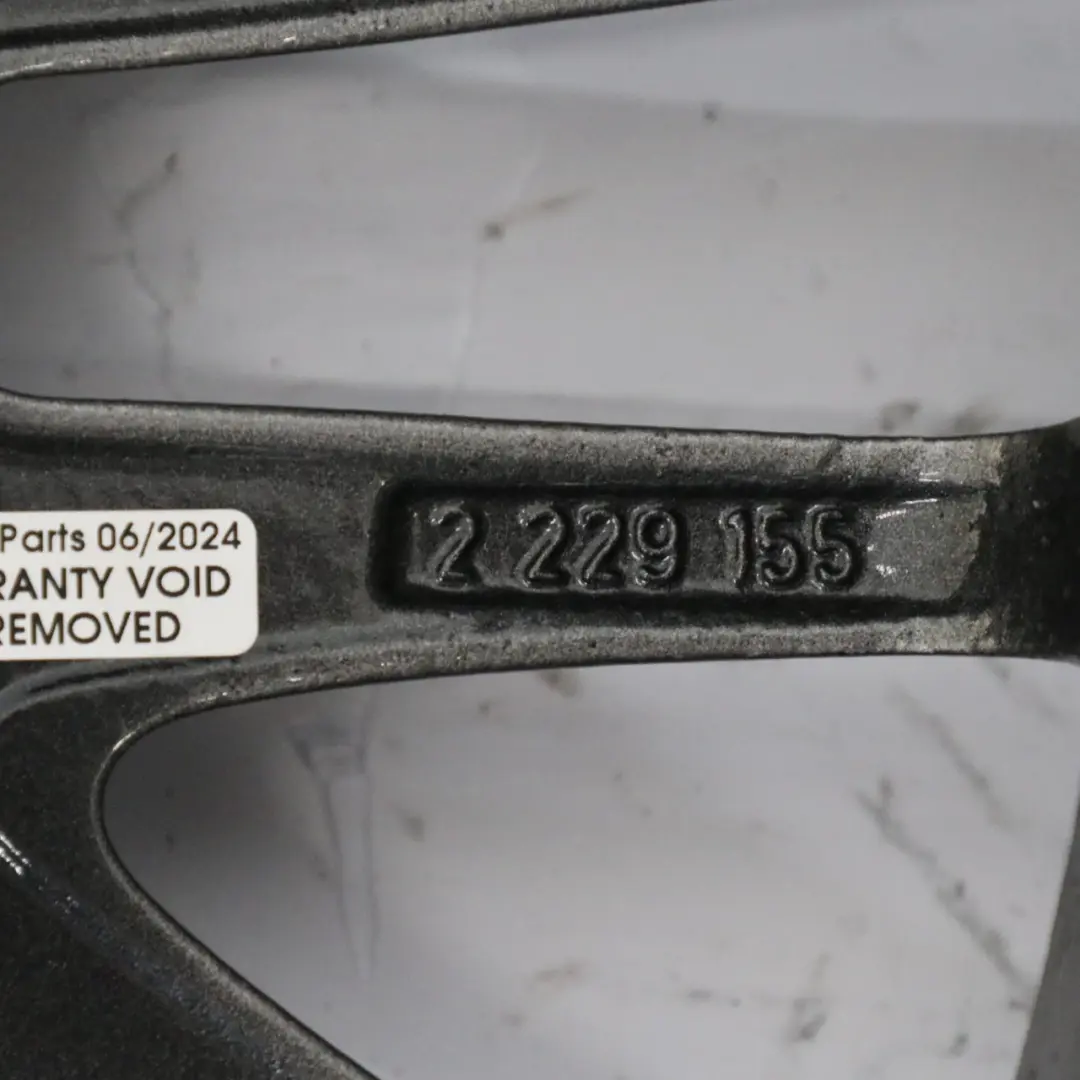 Parts 06/2024
RANTY VOID
REMOVED
2 229 155